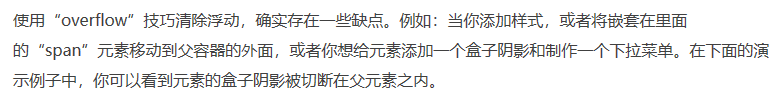 使用“overflow”技巧清除浮动，确实存在一些缺点。例如：当你添加样式，或者将嵌套在里面
的“span”元素移动到父容器的外面，或者你想给元素添加一个盒子阴影和制作一个下拉菜单。在下面的演
示例子中，你可以看到元素的盒子阴影被切断在父元素之内。